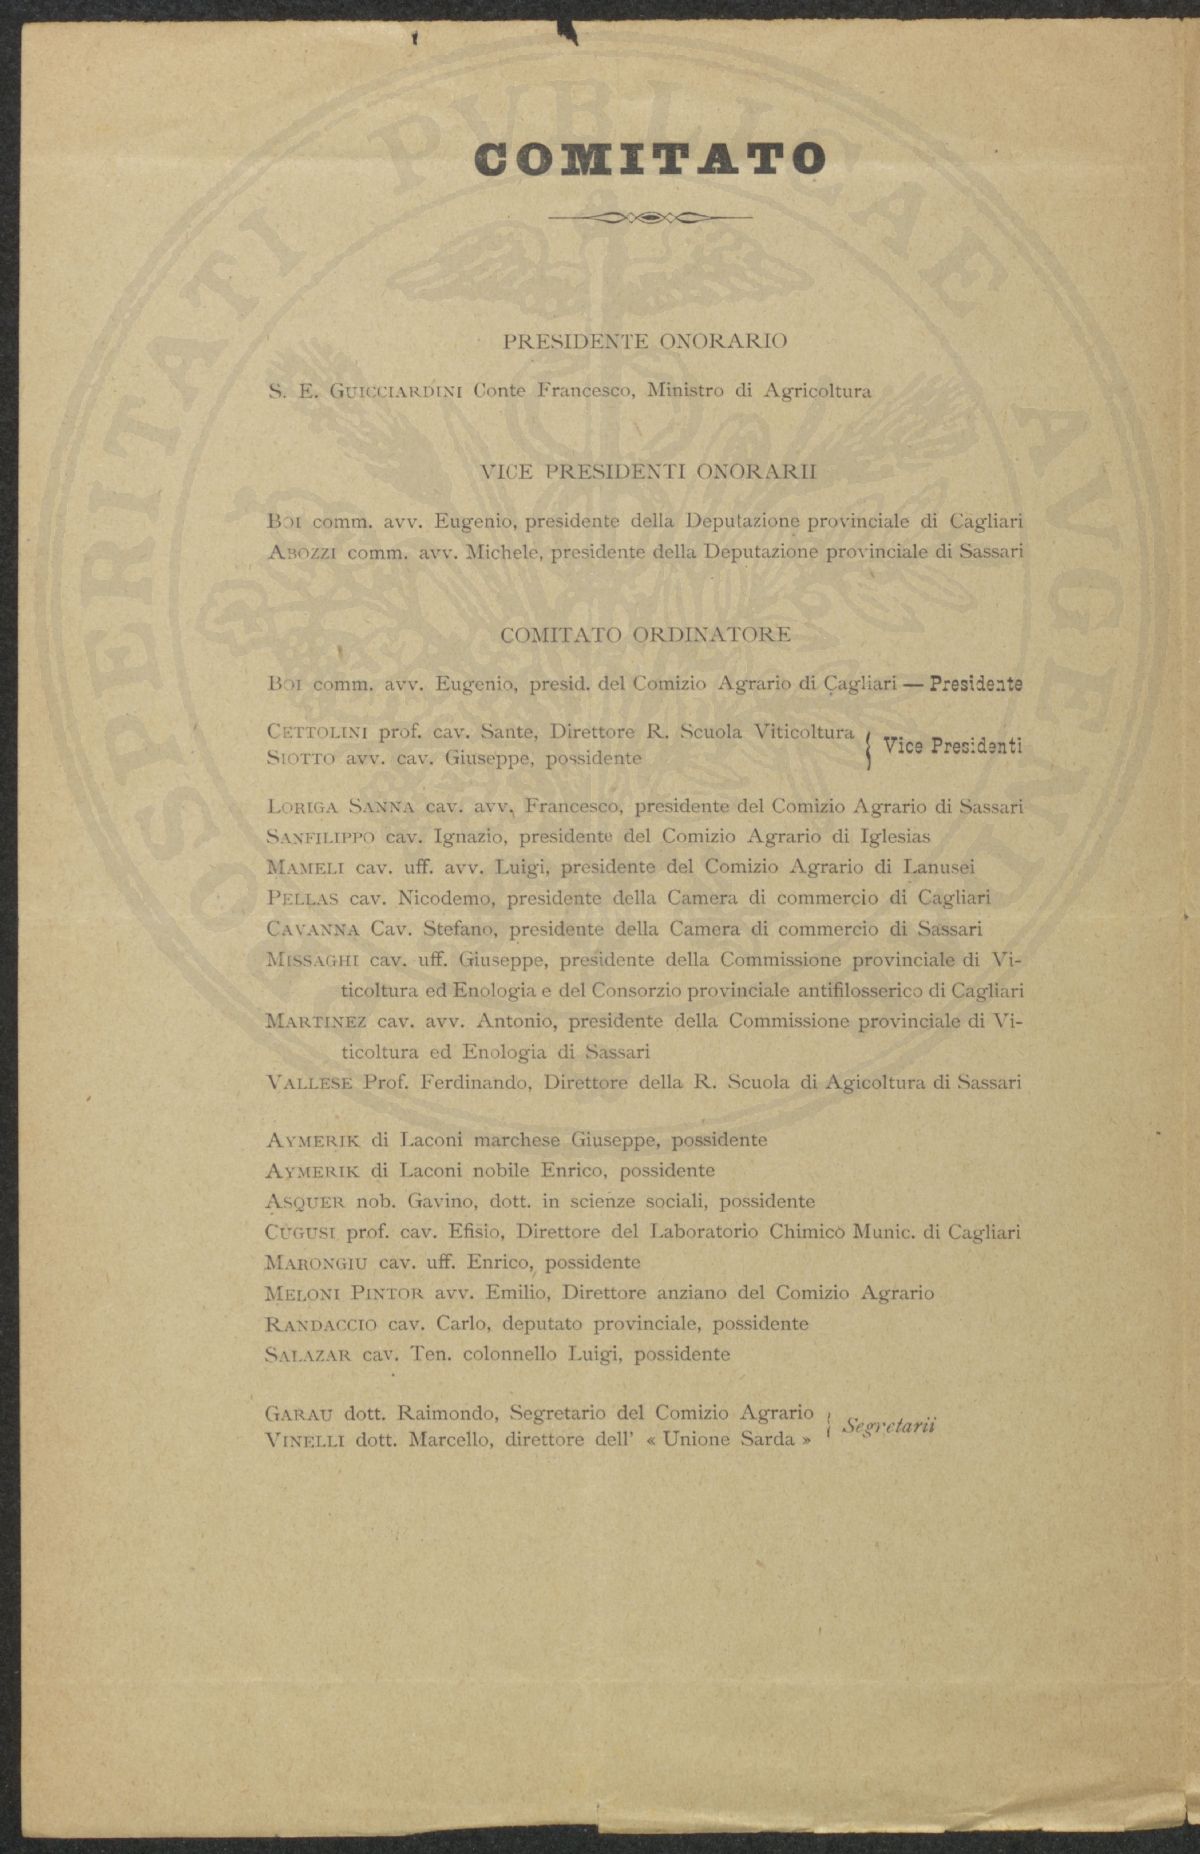 COMITATO
PRESIDENTE ONORARIO
S. E. GUICCIARDINI Conte Francesco, Ministro di Agricoltura
VICE PRESIDENTI ONORARII
BOI comm. avv. Eugenio, presidente della Deputazione provinciale di Cagliari
ABOZZI comm. avv. Michele, presidente della Deputazione provinciale di Sassari
COMITATO ORDINATORE
BOI comm. avv. Eugenio, presid. del Comizio Agrario di Cagliari — Presidente
CETTOLINI prof. cav. Sante, Direttore R. Scuola Viticoltura
SIOTTO avv. cav. Giuseppe, possidente
Vice Presidenti
LORIGA SANNA cav. avv. Francesco, presidente del Comizio Agrario di Sassari
SANFILIPPO cav. Ignazio, presidente del Comizio Agrario di Iglesias
MAMELI cav. uff. avv. Luigi, presidente del Comizio Agrario di Lanusei
PELLAS cav. Nicodemo, presidente della Camera di commercio di Cagliari
CAVANNA Cav. Stefano, presidente della Camera di commercio di Sassari
MISSAGHI cav. uff. Giuseppe, presidente della Commissione provinciale di Vi-
ticoltura ed Enologia e del Consorzio provinciale antifilosserico di Cagliari
MARTINEZ cav. avv. Antonio, presidente della Commissione provinciale di Vi-
ticoltura ed Enologia di Sassari
VALLESE Prof. Ferdinando, Direttore della R. Scuola di Agicoltura di Sassari
AYMERIK di Laconi marchese Giuseppe, possidente
AYMERIK di Laconi nobile Enrico, possidente
ASQUER nob. Gavino, dott. in scienze sociali, possidente
CUGUSI prof. cav. Efisio, Direttore del Laboratorio Chimico Munic. di Cagliari
MARONGIU cav. uff. Enrico, possidente
MELONI PINTOR avv. Emilio, Direttore anziano del Comizio Agrario
RANDACCIO cav. Carlo, deputato provinciale, possidente
SALAZAR cav. Ten. colonnello Luigi, possidente
GARAU dott. Raimondo, Segretario del Comizio Agrario
VINELLI dott. Marcello, direttore dell' « Unione Sarda »
Segretarii